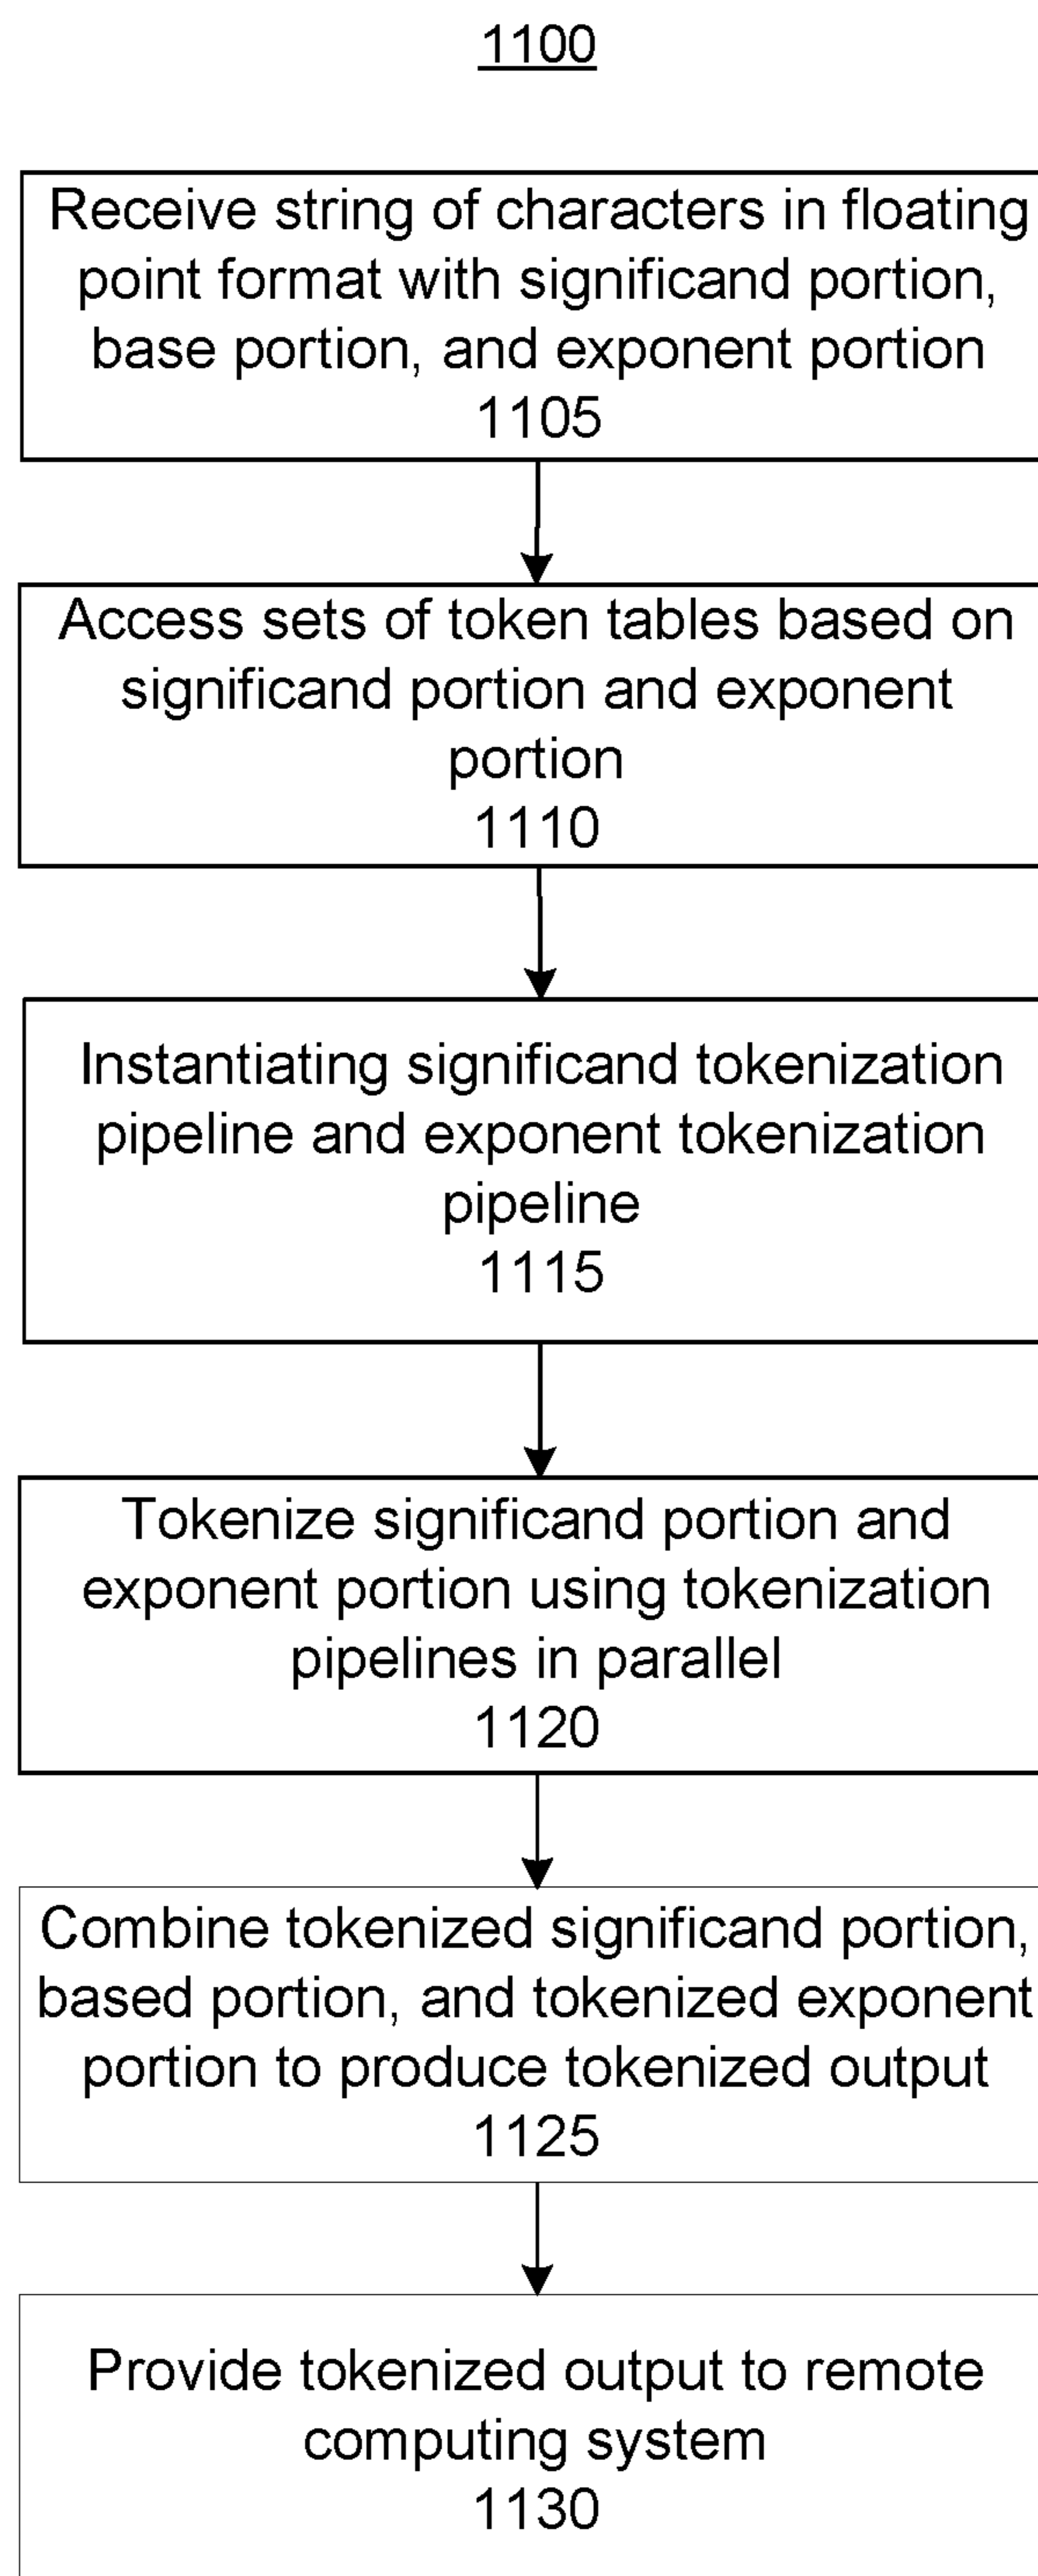 1100
Receive string of characters in floating
point format with significand portion,
base portion, and exponent portion
1105
Access sets of token tables based on
significand portion and exponent
portion
1110
Instantiating significand tokenization
pipeline and exponent tokenization
pipeline
1115
Tokenize significand portion and
exponent portion using tokenization
pipelines in parallel
1120
Combine tokenized significand portion,
based portion, and tokenized exponent
portion to produce tokenized output
1125
Provide tokenized output to remote
computing system
1130